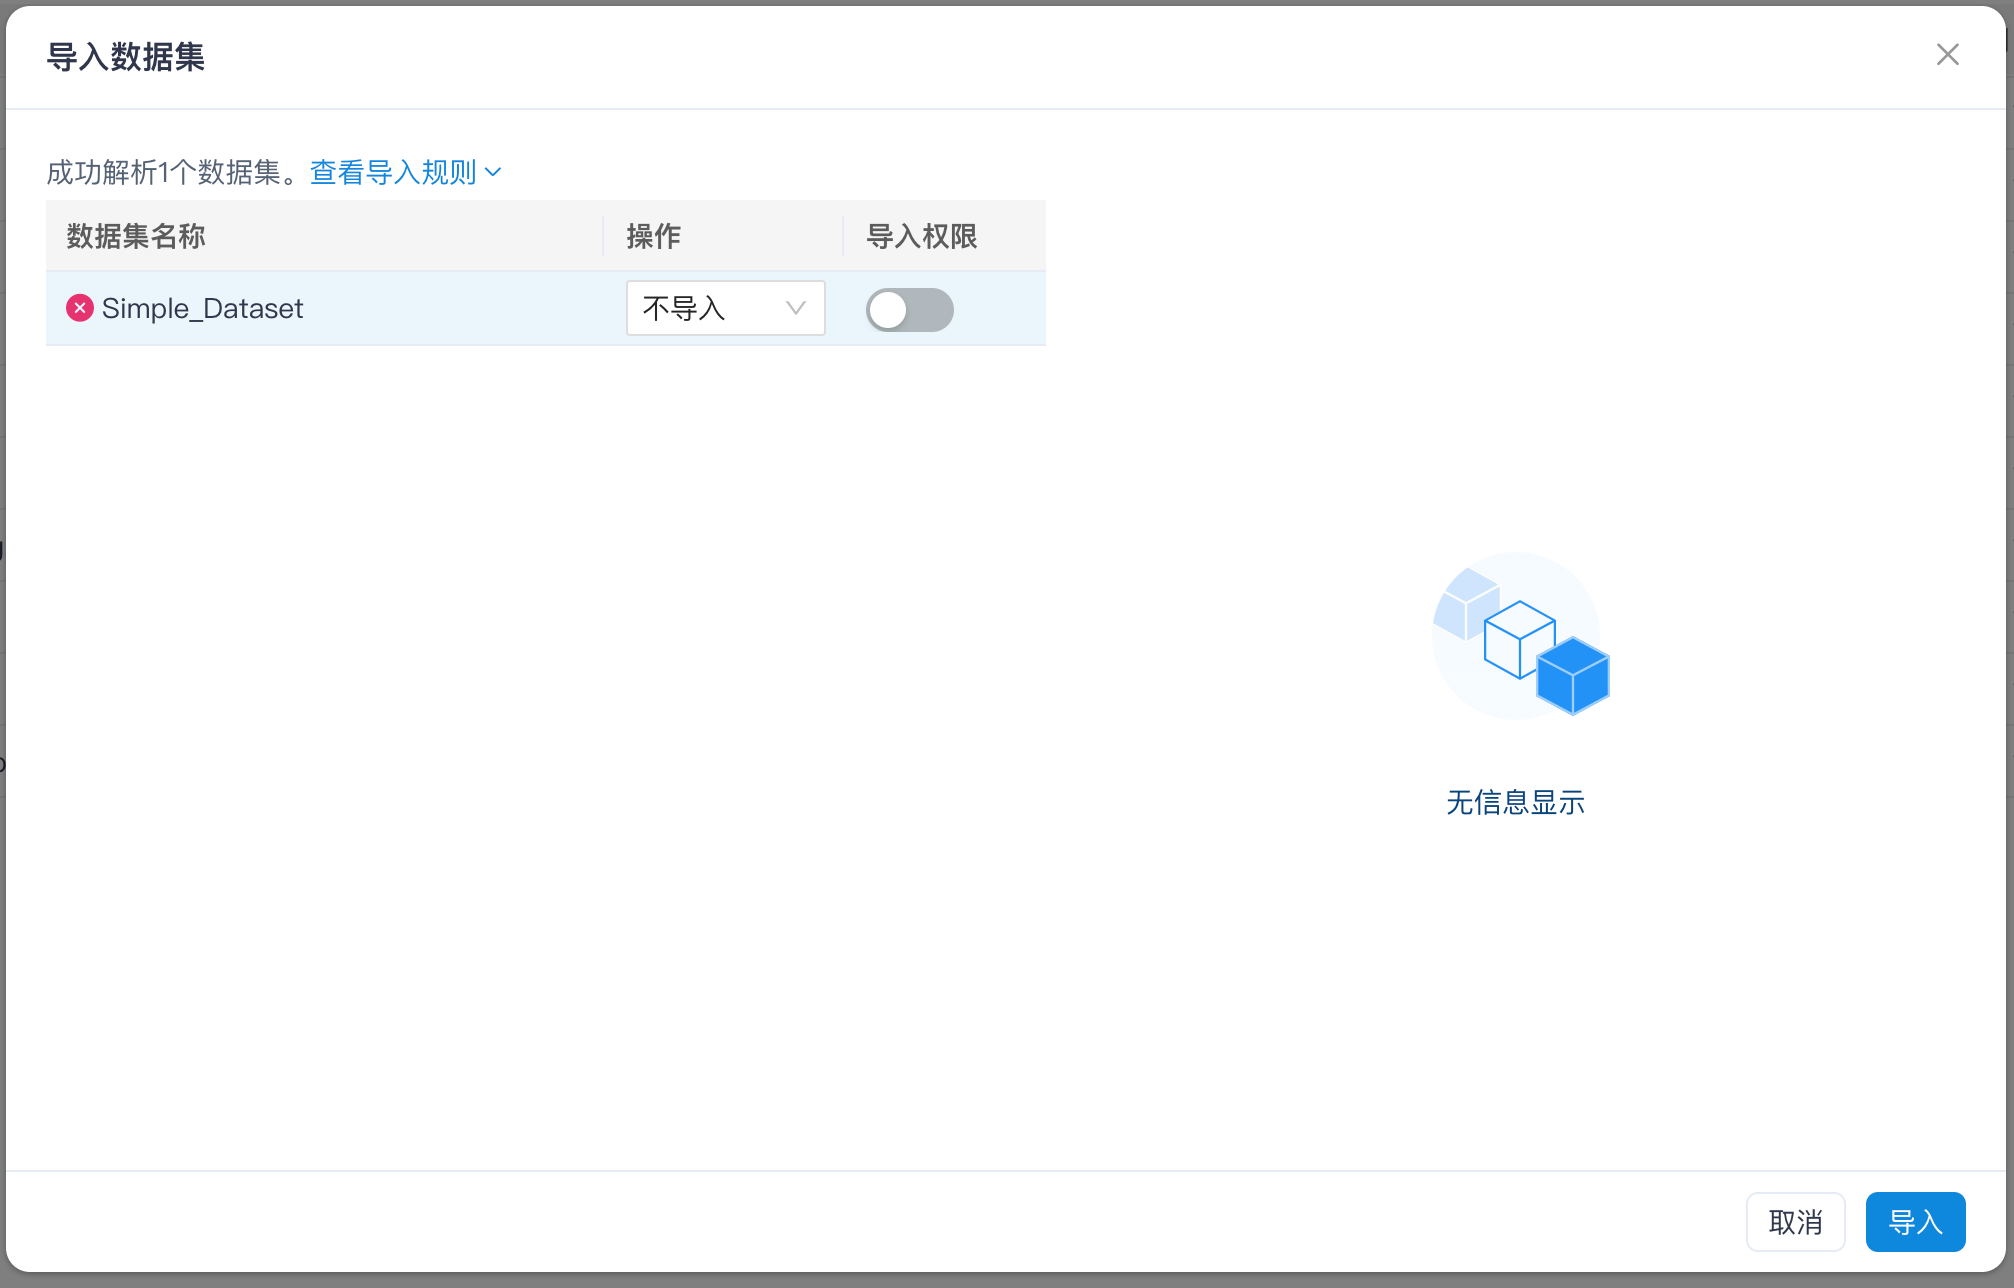 导入数据集
成功解析1个数据集。查看导入规则
数据集名称 操作 导入权限
Simple_Dataset 不导入
无信息显示
取消 导入